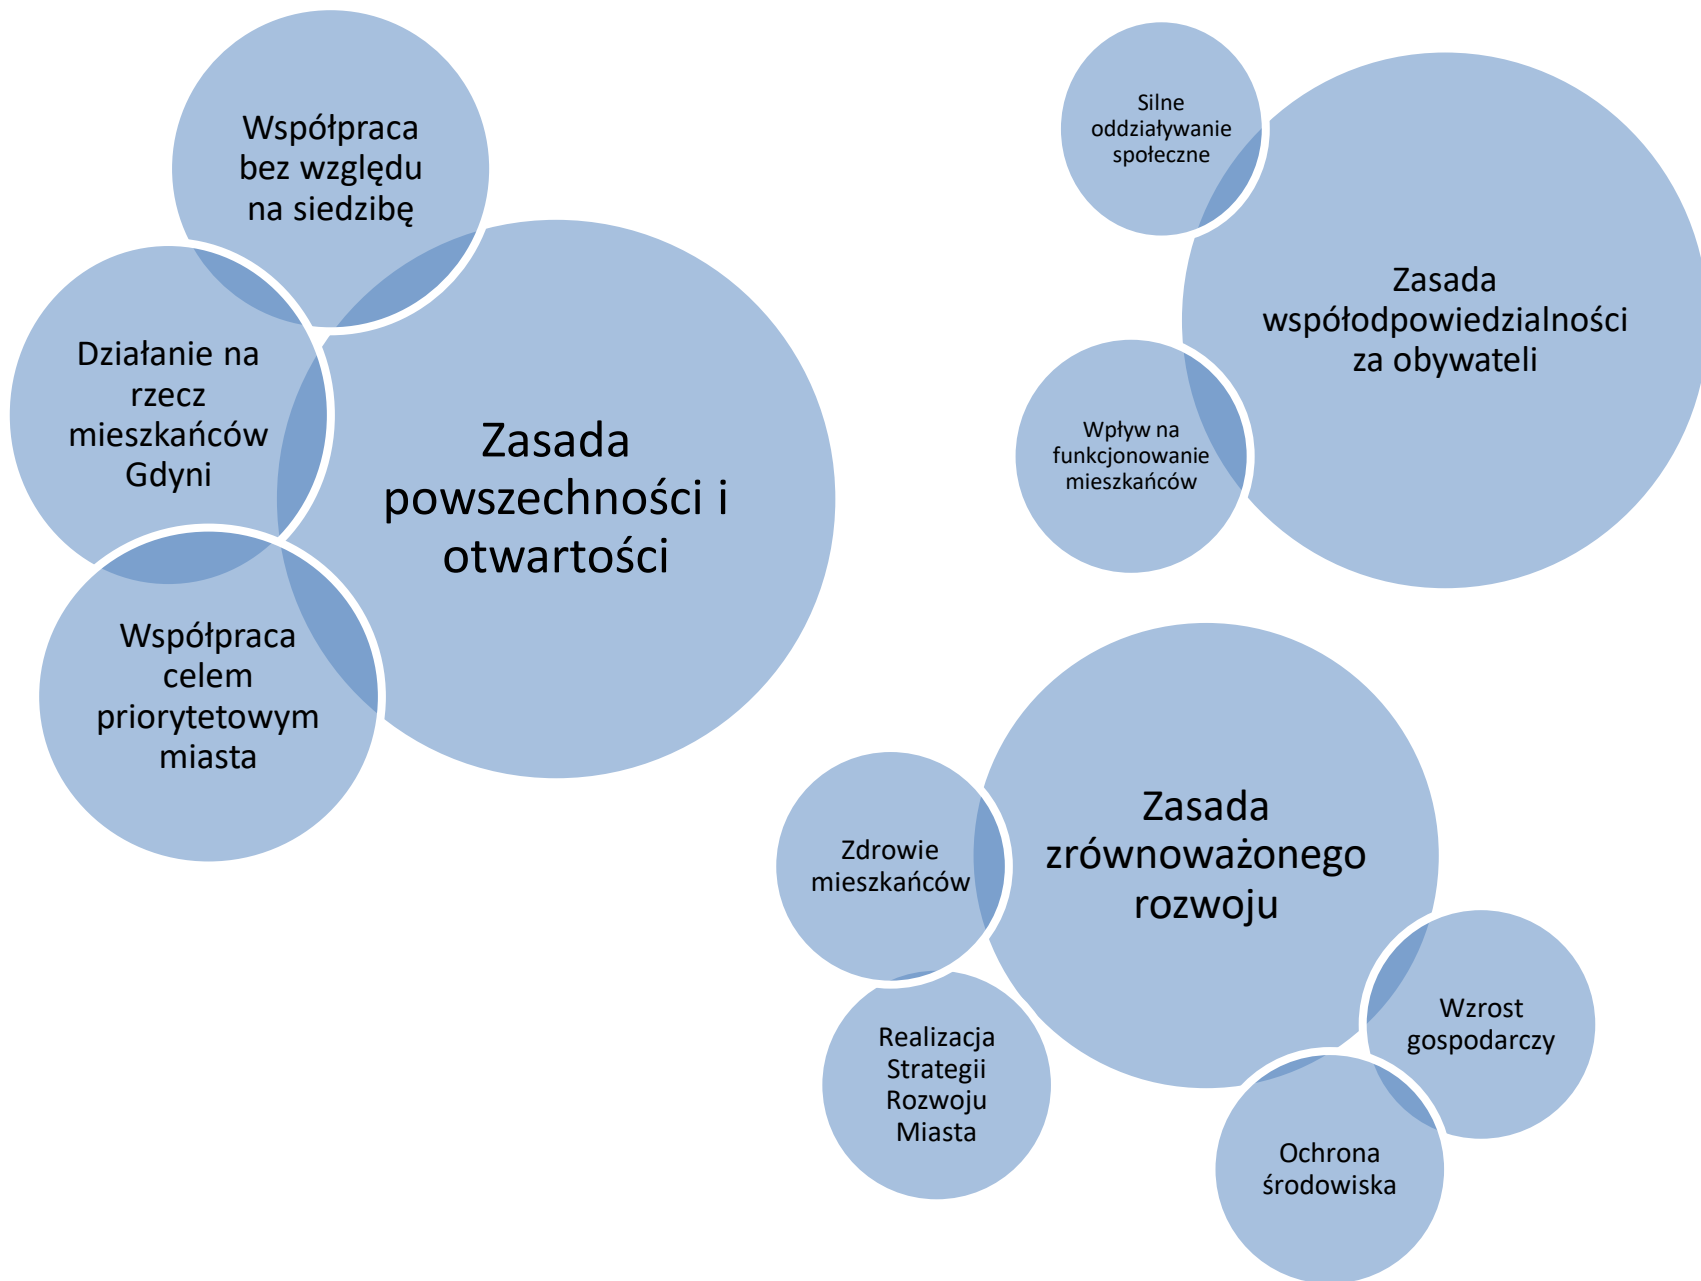 Współpraca
bez względu
na siedzibę
Działanie na
rzecz
mieszkańców
Gdyni
Współpraca
celem
priorytetowym
miasta
Zasada
powszechności i
otwartości
Silne
oddziaływanie
społeczne
Wpływ na
funkcjonowanie
mieszkańców
Zasada
współodpowiedzialności
za obywateli
Zasada
zrównoważonego
rozwoju
Zdrowie
mieszkańców
Realizacja
Strategii
Rozwoju
Miasta
Ochrona
środowiska
Wzrost
gospodarczy